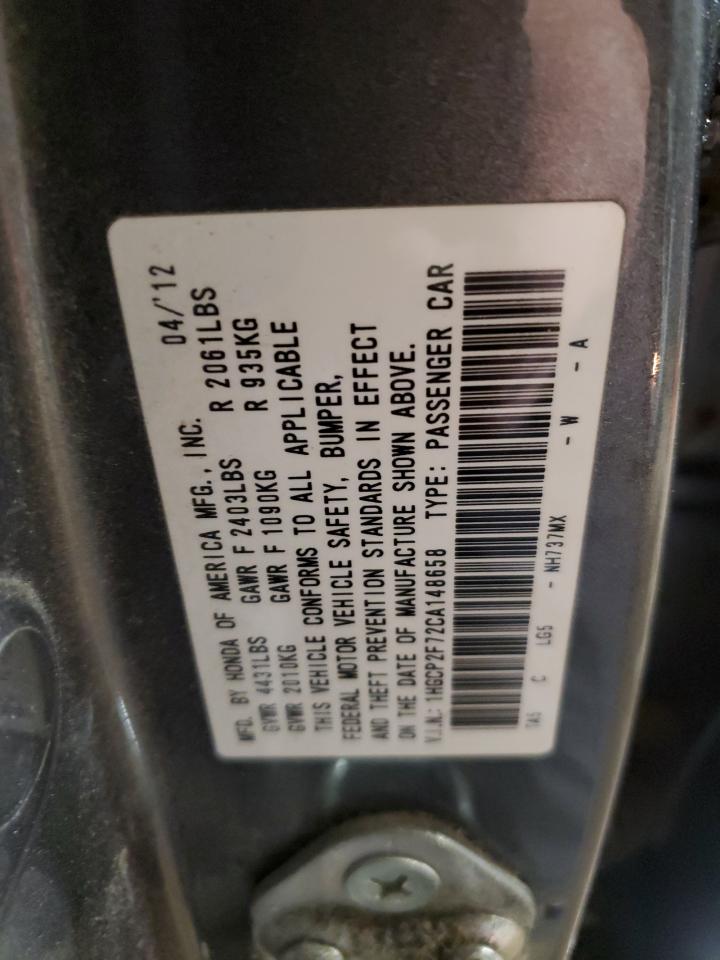 MFD. BY HONDA OF AMERICA MFG., INC. 04/'12
GVWR 4431LBS GAWR F 2403LBS R 2061LBS
GVWR 2010KG GAWR F 1090KG R 935KG
THIS VEHICLE CONFORMS TO ALL APPLICABLE
FEDERAL MOTOR VEHICLE SAFETY, BUMPER,
AND THEFT PREVENTION STANDARDS IN EFFECT
ON THE DATE OF MANUFACTURE SHOWN ABOVE.
V.I.N.: 1HGCP2F72CA148658 TYPE: PASSENGER CAR
TA5 C LG5 - NH737MX - W - A